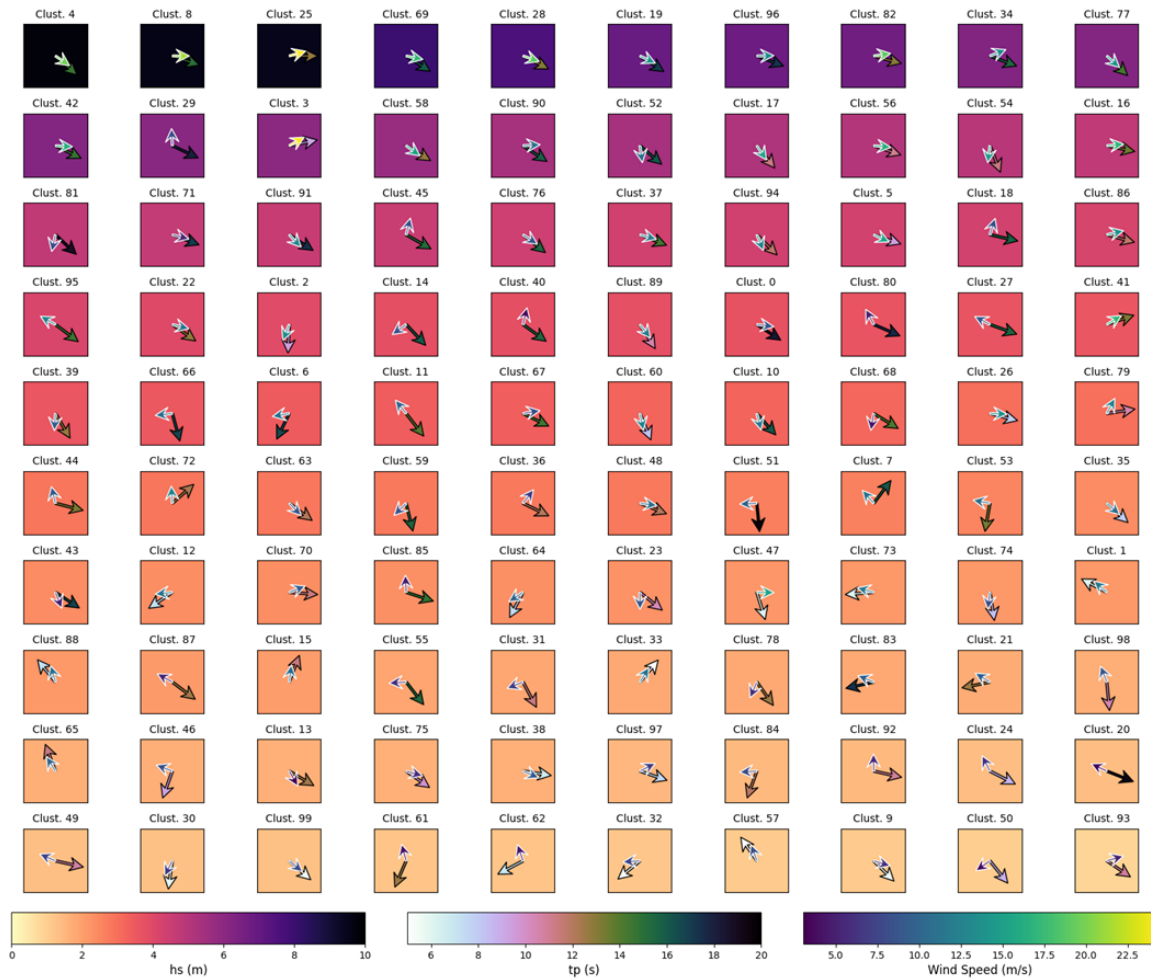 Clust. 4 Clust. 8 Clust. 25 Clust. 69 Clust. 28 Clust. 19 Clust. 96 Clust. 82 Clust. 34 Clust. 77
Clust. 42 Clust. 29 Clust. 3 Clust. 58 Clust. 90 Clust. 52 Clust. 17 Clust. 56 Clust. 54 Clust. 16
Clust. 81 Clust. 71 Clust. 91 Clust. 45 Clust. 76 Clust. 37 Clust. 94 Clust. 5 Clust. 18 Clust. 86
Clust. 95 Clust. 22 Clust. 2 Clust. 14 Clust. 40 Clust. 89 Clust. 0 Clust. 80 Clust. 27 Clust. 41
Clust. 39 Clust. 66 Clust. 6 Clust. 11 Clust. 67 Clust. 60 Clust. 10 Clust. 68 Clust. 26 Clust. 79
Clust. 44 Clust. 72 Clust. 63 Clust. 59 Clust. 36 Clust. 48 Clust. 51 Clust. 7 Clust. 53 Clust. 35
Clust. 43 Clust. 12 Clust. 70 Clust. 85 Clust. 64 Clust. 23 Clust. 47 Clust. 73 Clust. 74 Clust. 1
Clust. 88 Clust. 87 Clust. 15 Clust. 55 Clust. 31 Clust. 33 Clust. 78 Clust. 83 Clust. 21 Clust. 98
Clust. 65 Clust. 46 Clust. 13 Clust. 75 Clust. 38 Clust. 97 Clust. 84 Clust. 92 Clust. 24 Clust. 20
Clust. 49 Clust. 30 Clust. 99 Clust. 61 Clust. 62 Clust. 32 Clust. 57 Clust. 9 Clust. 50 Clust. 93
0 2 4 6 8 10 6 8 10 12 14 16 18 20 5.0 7.5 10.0 12.5 15.0 17.5 20.0 22.5
hs (m) tp (s) Wind Speed (m/s)